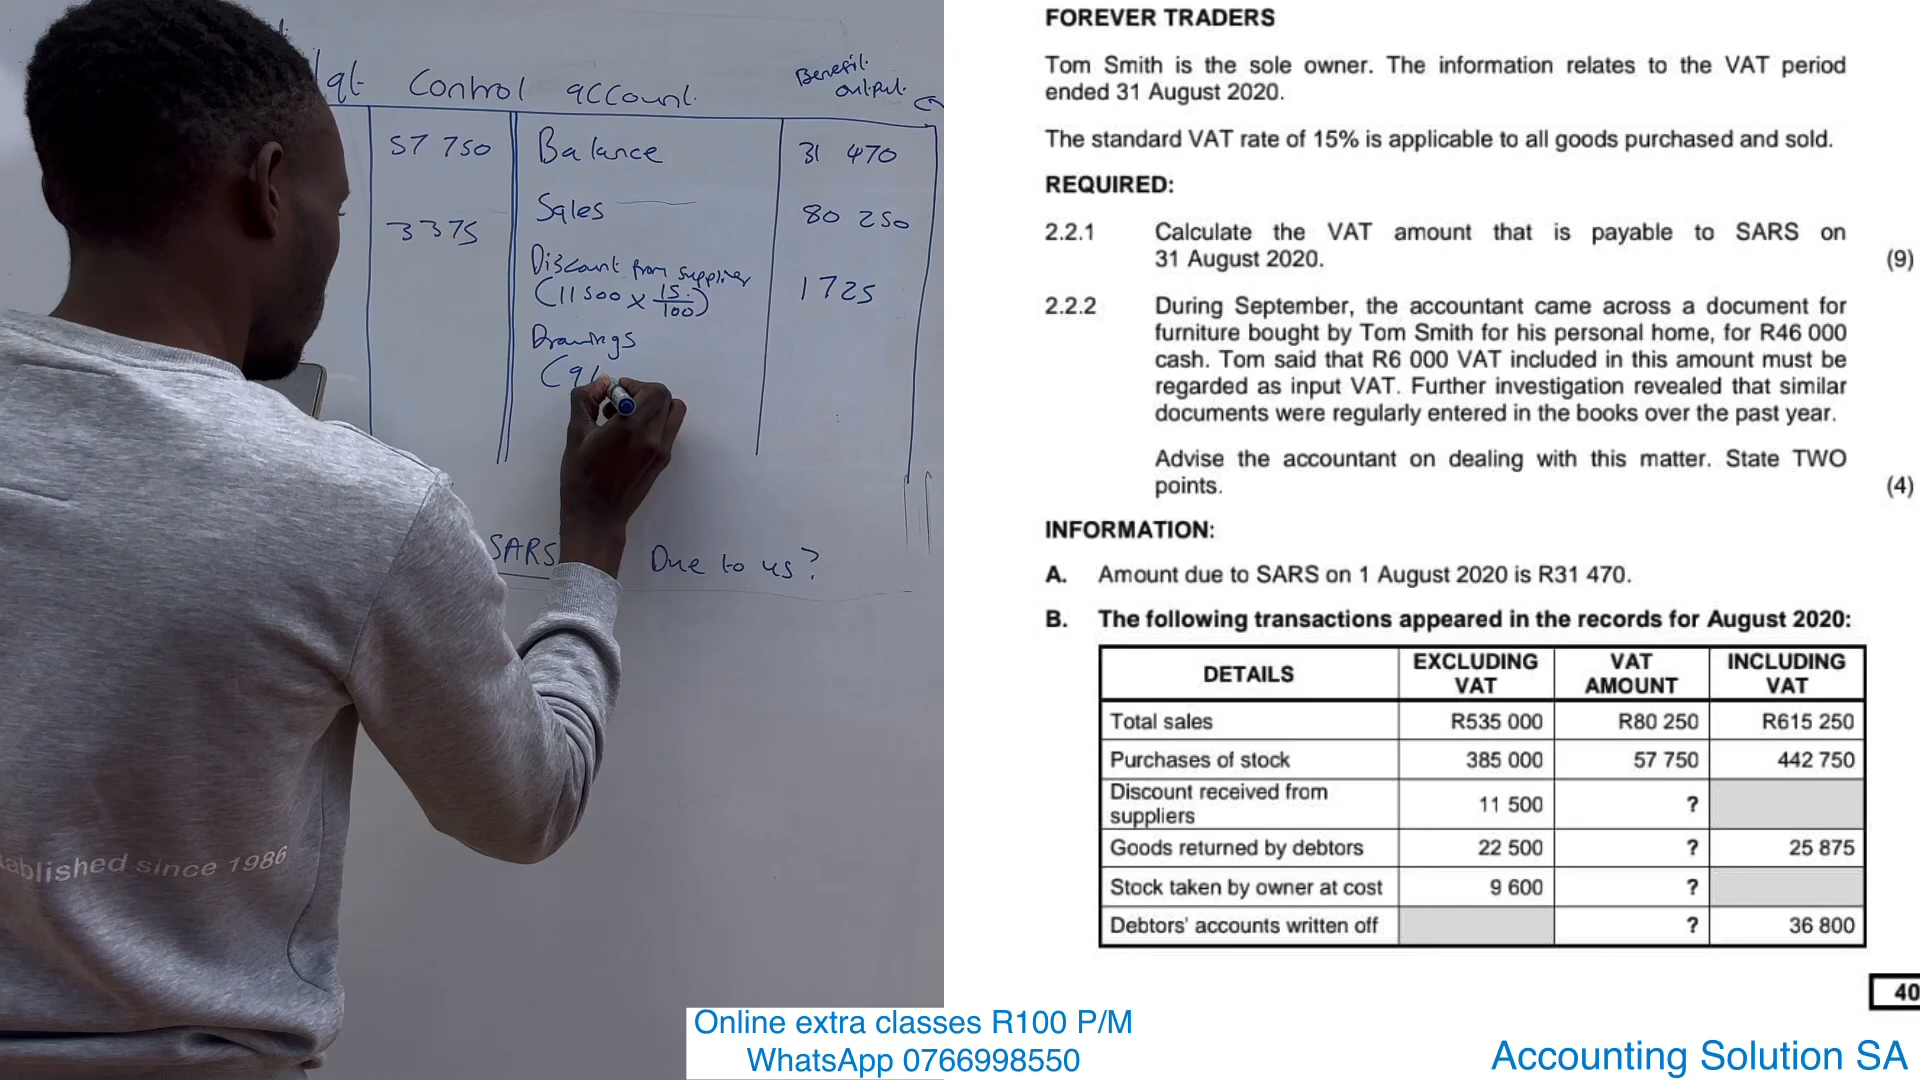 Control account
Benefit
output.
57 750
Balance
31 470
Sales
80 250
3375
Discount from supplier
(11 500 x 15/100)
1725
Drawings
(9
SARS
Due to us?
ablished since 1986
FOREVER TRADERS
Tom Smith is the sole owner. The information relates to the VAT period
ended 31 August 2020.
The standard VAT rate of 15% is applicable to all goods purchased and sold.
REQUIRED:
2.2.1 Calculate the VAT amount that is payable to SARS on
31 August 2020. (9)
2.2.2 During September, the accountant came across a document for
furniture bought by Tom Smith for his personal home, for R46 000
cash. Tom said that R6 000 VAT included in this amount must be
regarded as input VAT. Further investigation revealed that similar
documents were regularly entered in the books over the past year.
Advise the accountant on dealing with this matter. State TWO
points. (4)
INFORMATION:
A. Amount due to SARS on 1 August 2020 is R31 470.
B. The following transactions appeared in the records for August 2020:
DETAILS EXCLUDING VAT VAT AMOUNT INCLUDING VAT
Total sales R535 000 R80 250 R615 250
Purchases of stock 385 000 57 750 442 750
Discount received from
suppliers 11 500 ?
Goods returned by debtors 22 500 ? 25 875
Stock taken by owner at cost 9 600 ?
Debtors' accounts written off ? 36 800
40
Online extra classes R100 P/M
WhatsApp 0766998550
Accounting Solution SA